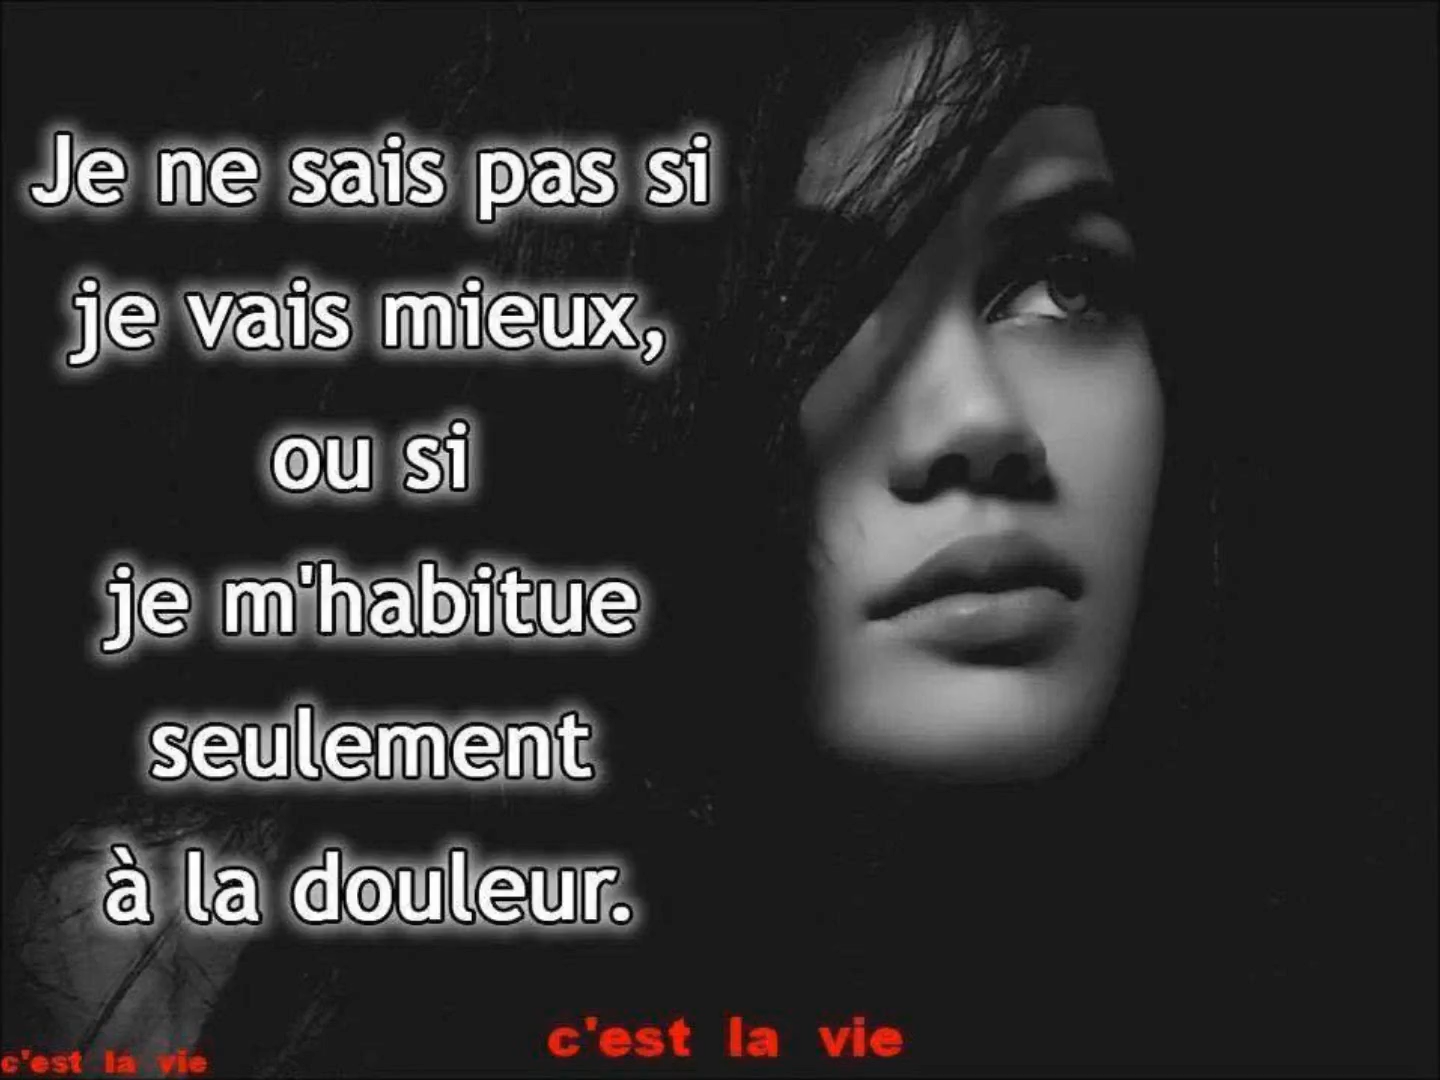 Je ne sais pas si
je vais mieux,
ou si
je m'habitue
seulement
à la douleur.
c'est la vie
c'est la vie